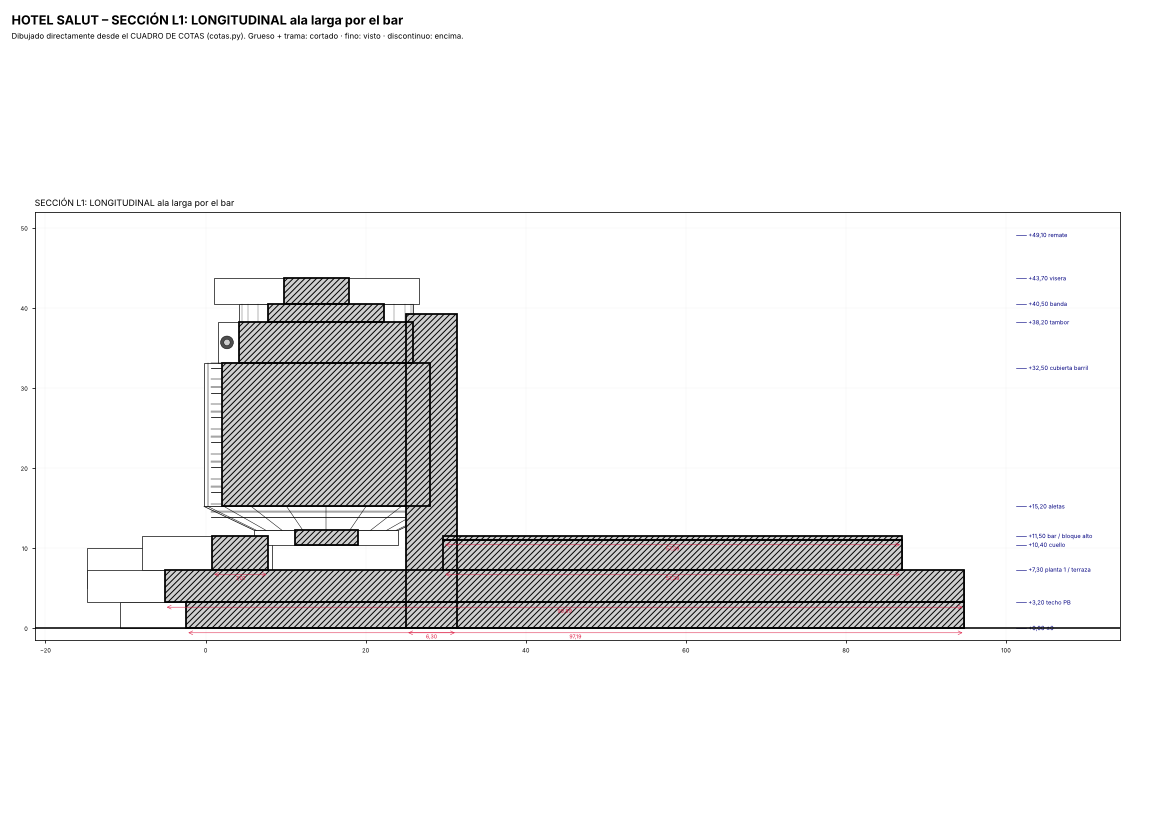 HOTEL SALUT – SECCIÓN L1: LONGITUDINAL ala larga por el bar
Dibujado directamente desde el CUADRO DE COTAS (cotas.py). Grueso + trama: cortado · fino: visto · discontinuo: encima.
SECCIÓN L1: LONGITUDINAL ala larga por el bar
50
+49,10 remate
+43,70 visera
40
+40,50 banda
+38,20 tambor
+32,50 cubierta barril
30
20
+15,20 aletas
+11,50 bar / bloque alto
10
+10,40 cuello
+7,30 planta 1 / terraza
+3,20 techo PB
0
6,30
97,19
−20
0
20
40
60
80
100